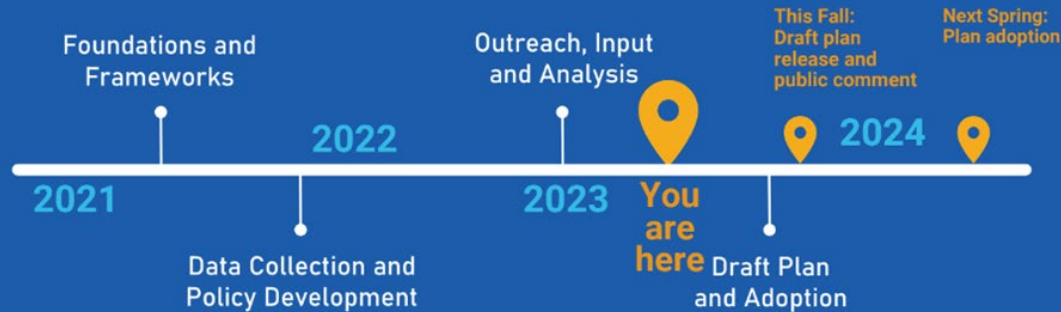 Foundations and
Frameworks
Outreach, Input
and Analysis
This Fall:
Draft plan
release and
public comment
Next Spring:
Plan adoption
2021
2022
2023
2024
You
are
here
Data Collection and
Policy Development
Draft Plan
and Adoption